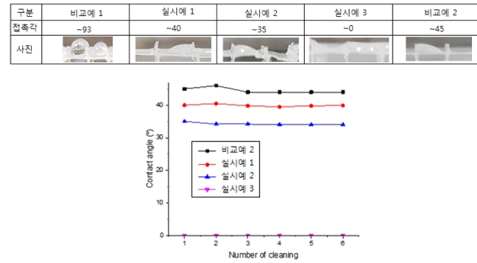 구분 비교예 1 실시예 1 실시예 2 실시예 3 비교예 2
접촉각 ~93 ~40 ~35 ~0 ~45
사진
40
30
20
10
0
Contact angle (°)
비교예 2
실시예 1
실시예 2
실시예 3
1 2 3 4 5 6
Number of cleaning